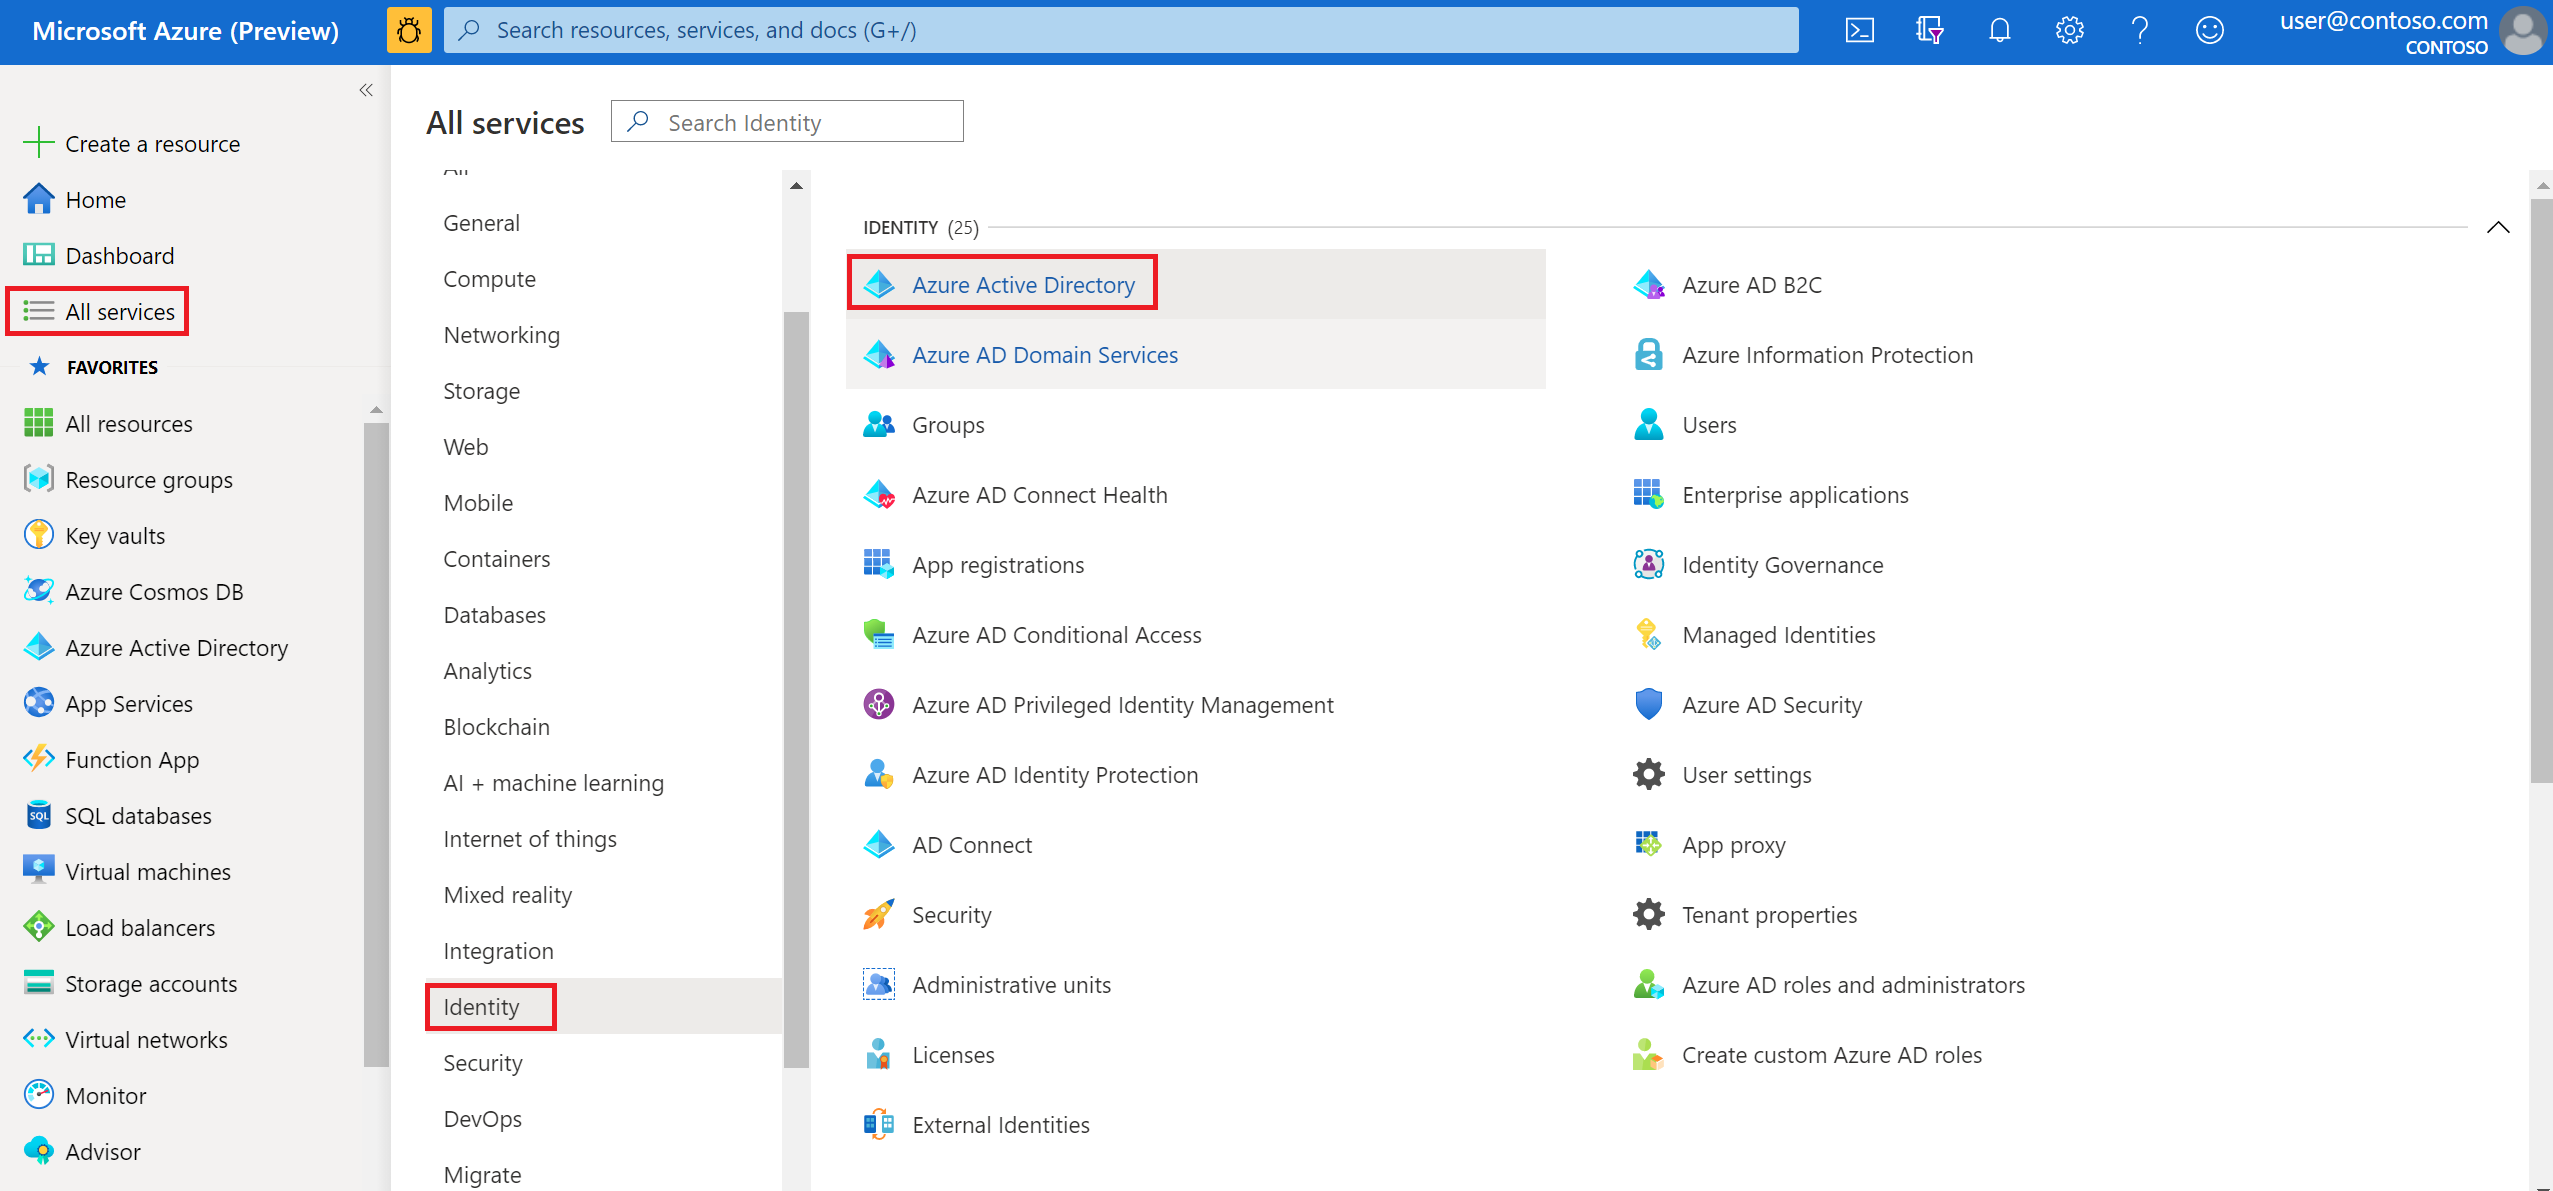 Microsoft Azure (Preview)
Search resources, services, and docs (G+/)
user@contoso.com
CONTOSO
Create a resource
Home
Dashboard
All services
FAVORITES
All resources
Resource groups
Key vaults
Azure Cosmos DB
Azure Active Directory
App Services
Function App
SQL
SQL databases
Virtual machines
Load balancers
Storage accounts
Virtual networks
Monitor
Advisor
All services
Search Identity
All
General
Compute
Networking
Storage
Web
Mobile
Containers
Databases
Analytics
Blockchain
AI + machine learning
Internet of things
Mixed reality
Integration
Identity
Security
DevOps
Migrate
IDENTITY (25)
Azure Active Directory
Azure AD B2C
Azure AD Domain Services
Azure Information Protection
Groups
Users
Azure AD Connect Health
Enterprise applications
App registrations
Identity Governance
Azure AD Conditional Access
Managed Identities
Azure AD Privileged Identity Management
Azure AD Security
Azure AD Identity Protection
User settings
AD Connect
App proxy
Security
Tenant properties
Administrative units
Azure AD roles and administrators
Licenses
Create custom Azure AD roles
External Identities